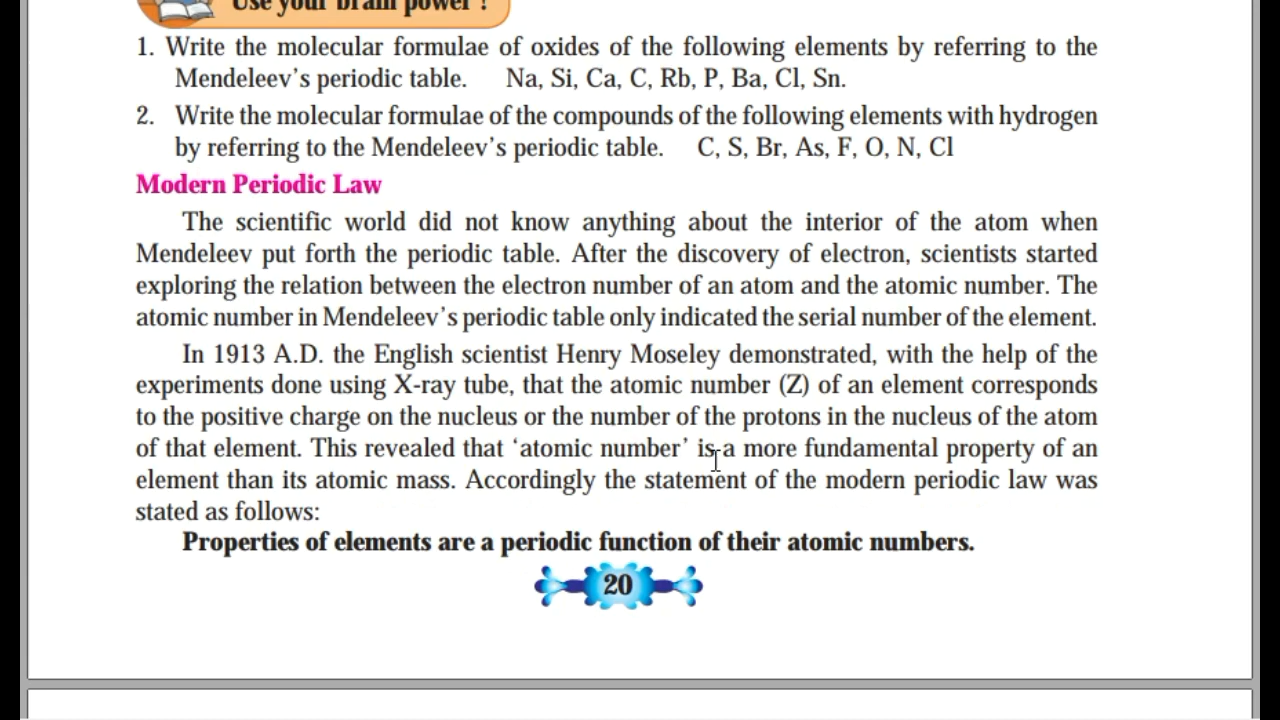 Use your brain power !
1. Write the molecular formulae of oxides of the following elements by referring to the
Mendeleev's periodic table. Na, Si, Ca, C, Rb, P, Ba, Cl, Sn.
2. Write the molecular formulae of the compounds of the following elements with hydrogen
by referring to the Mendeleev's periodic table. C, S, Br, As, F, O, N, Cl
Modern Periodic Law
The scientific world did not know anything about the interior of the atom when
Mendeleev put forth the periodic table. After the discovery of electron, scientists started
exploring the relation between the electron number of an atom and the atomic number. The
atomic number in Mendeleev's periodic table only indicated the serial number of the element.
In 1913 A.D. the English scientist Henry Moseley demonstrated, with the help of the
experiments done using X-ray tube, that the atomic number (Z) of an element corresponds
to the positive charge on the nucleus or the number of the protons in the nucleus of the atom
of that element. This revealed that ‘atomic number’ is a more fundamental property of an
element than its atomic mass. Accordingly the statement of the modern periodic law was
stated as follows:
Properties of elements are a periodic function of their atomic numbers.
20